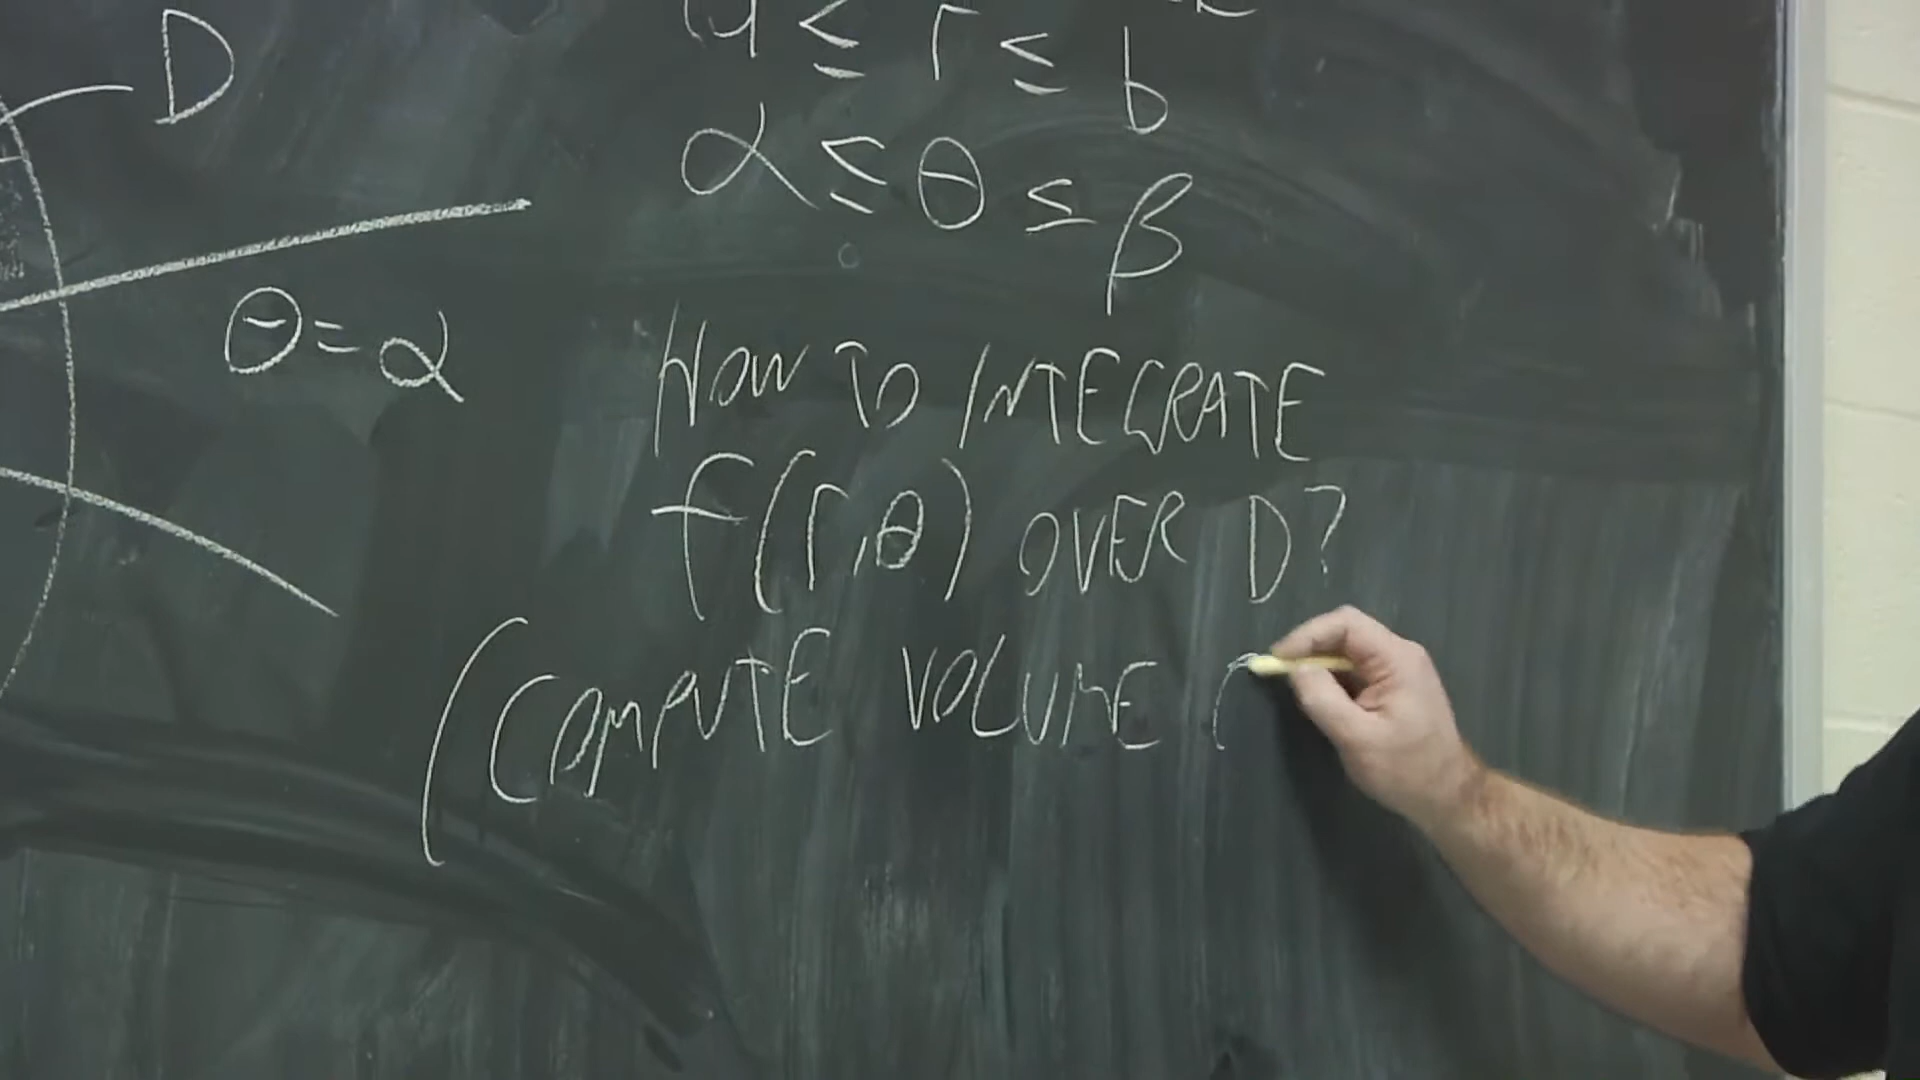 D
≤ r ≤ b
α ≤ θ ≤ β
θ = α
HOW TO INTEGRATE
f(r,θ) OVER D?
(COMPUTE VOLUME